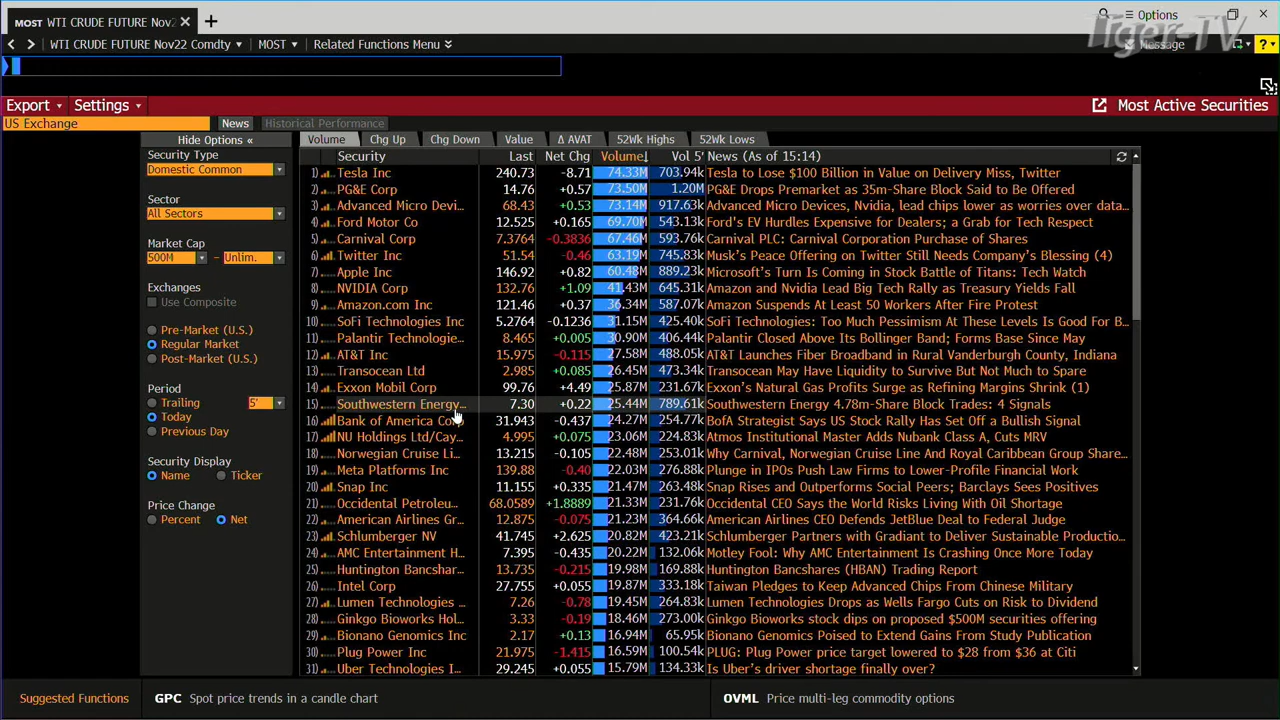 MOST WTI CRUDE FUTURE Nov2
Options
WTI CRUDE FUTURE Nov22 Comdty MOST Related Functions Menu
Message
Tiger-TV
Export Settings Most Active Securities
US Exchange News Historical Performance
Hide Options «
Volume Chg Up Chg Down Value Δ AVAT 52Wk Highs 52Wk Lows
Security Type
Domestic Common
Sector
All Sectors
Market Cap
500M – Unlim.
Exchanges
Use Composite
Pre-Market (U.S.)
Regular Market
Post-Market (U.S.)
Period
Trailing 5'
Today
Previous Day
Security Display
Name Ticker
Price Change
Percent Net
Security Last Net Chg Volume↓ Vol 5' News (As of 15:14)
1) Tesla Inc 240.73 -8.71 74.33M 703.94k Tesla to Lose $100 Billion in Value on Delivery Miss, Twitter
2) PG&E Corp 14.76 +0.57 73.50M 1.20M PG&E Drops Premarket as 35m-Share Block Said to Be Offered
3) Advanced Micro Devi… 68.43 +0.53 73.14M 917.63k Advanced Micro Devices, Nvidia, lead chips lower as worries over data…
4) Ford Motor Co 12.525 +0.165 69.70M 543.13k Ford's EV Hurdles Expensive for Dealers; a Grab for Tech Respect
5) Carnival Corp 7.3764 -0.3836 67.46M 593.76k Carnival PLC: Carnival Corporation Purchase of Shares
6) Twitter Inc 51.54 -0.46 63.19M 745.83k Musk's Peace Offering on Twitter Still Needs Company's Blessing (4)
7) Apple Inc 146.92 +0.82 60.48M 889.23k Microsoft's Turn Is Coming in Stock Battle of Titans: Tech Watch
8) NVIDIA Corp 132.76 +1.09 41.43M 645.31k Amazon and Nvidia Lead Big Tech Rally as Treasury Yields Fall
9) Amazon.com Inc 121.46 +0.37 36.34M 587.07k Amazon Suspends At Least 50 Workers After Fire Protest
10) SoFi Technologies Inc 5.2764 -0.1236 31.15M 425.40k SoFi Technologies: Too Much Pessimism At These Levels Is Good For B…
11) Palantir Technologie… 8.465 +0.005 30.90M 406.44k Palantir Closed Above Its Bollinger Band; Forms Base Since May
12) AT&T Inc 15.975 -0.115 27.58M 488.05k AT&T Launches Fiber Broadband in Rural Vanderburgh County, Indiana
13) Transocean Ltd 2.985 +0.085 26.45M 473.34k Transocean May Have Liquidity to Survive But Not Much to Spare
14) Exxon Mobil Corp 99.76 +4.49 25.87M 231.67k Exxon's Natural Gas Profits Surge as Refining Margins Shrink (1)
15) Southwestern Energy… 7.30 +0.22 25.44M 789.61k Southwestern Energy 4.78m-Share Block Trades: 4 Signals
16) Bank of America Corp 31.943 -0.437 24.27M 254.77k BofA Strategist Says US Stock Rally Has Set Off a Bullish Signal
17) NU Holdings Ltd/Cay… 4.995 +0.075 23.06M 224.83k Atmos Institutional Master Adds Nubank Class A, Cuts MRV
18) Norwegian Cruise Li… 13.215 -0.105 22.48M 253.01k Why Carnival, Norwegian Cruise Line And Royal Caribbean Group Share…
19) Meta Platforms Inc 139.88 -0.40 22.03M 276.88k Plunge in IPOs Push Law Firms to Lower-Profile Financial Work
20) Snap Inc 11.155 +0.335 21.47M 263.48k Snap Rises and Outperforms Social Peers; Barclays Sees Positives
21) Occidental Petroleu… 68.0589 +1.8889 21.33M 231.76k Occidental CEO Says the World Risks Living With Oil Shortage
22) American Airlines Gr… 12.875 -0.075 21.23M 364.66k American Airlines CEO Defends JetBlue Deal to Federal Judge
23) Schlumberger NV 41.745 +2.625 20.82M 423.21k Schlumberger Partners with Gradiant to Deliver Sustainable Productio…
24) AMC Entertainment H… 7.395 -0.435 20.22M 132.06k Motley Fool: Why AMC Entertainment Is Crashing Once More Today
25) Huntington Bancshar… 13.735 -0.215 19.98M 169.88k Huntington Bancshares (HBAN) Trading Report
26) Intel Corp 27.755 +0.055 19.87M 333.18k Taiwan Pledges to Keep Advanced Chips From Chinese Military
27) Lumen Technologies … 7.26 -0.78 19.45M 264.83k Lumen Technologies Drops as Wells Fargo Cuts on Risk to Dividend
28) Ginkgo Bioworks Hol… 3.33 -0.19 18.46M 273.00k Ginkgo Bioworks stock dips on proposed $500M securities offering
29) Bionano Genomics Inc 2.17 +0.13 16.94M 65.95k Bionano Genomics Poised to Extend Gains From Study Publication
30) Plug Power Inc 21.975 -1.415 16.59M 100.54k PLUG: Plug Power price target lowered to $28 from $36 at Citi
31) Uber Technologies I… 29.245 +0.055 15.79M 134.33k Is Uber's driver shortage finally over?
Suggested Functions GPC Spot price trends in a candle chart OVML Price multi-leg commodity options